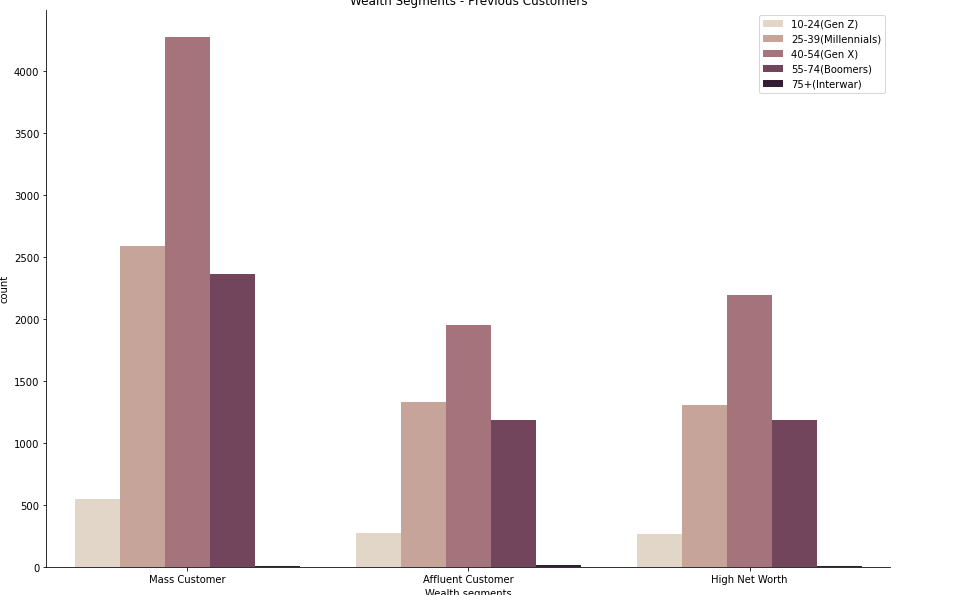 Wealth Segments - Previous Customers
10-24(Gen Z)
25-39(Millennials)
40-54(Gen X)
55-74(Boomers)
75+(Interwar)
4000
3500
3000
2500
2000
1500
1000
500
0
count
Mass Customer
Affluent Customer
High Net Worth
Wealth segments